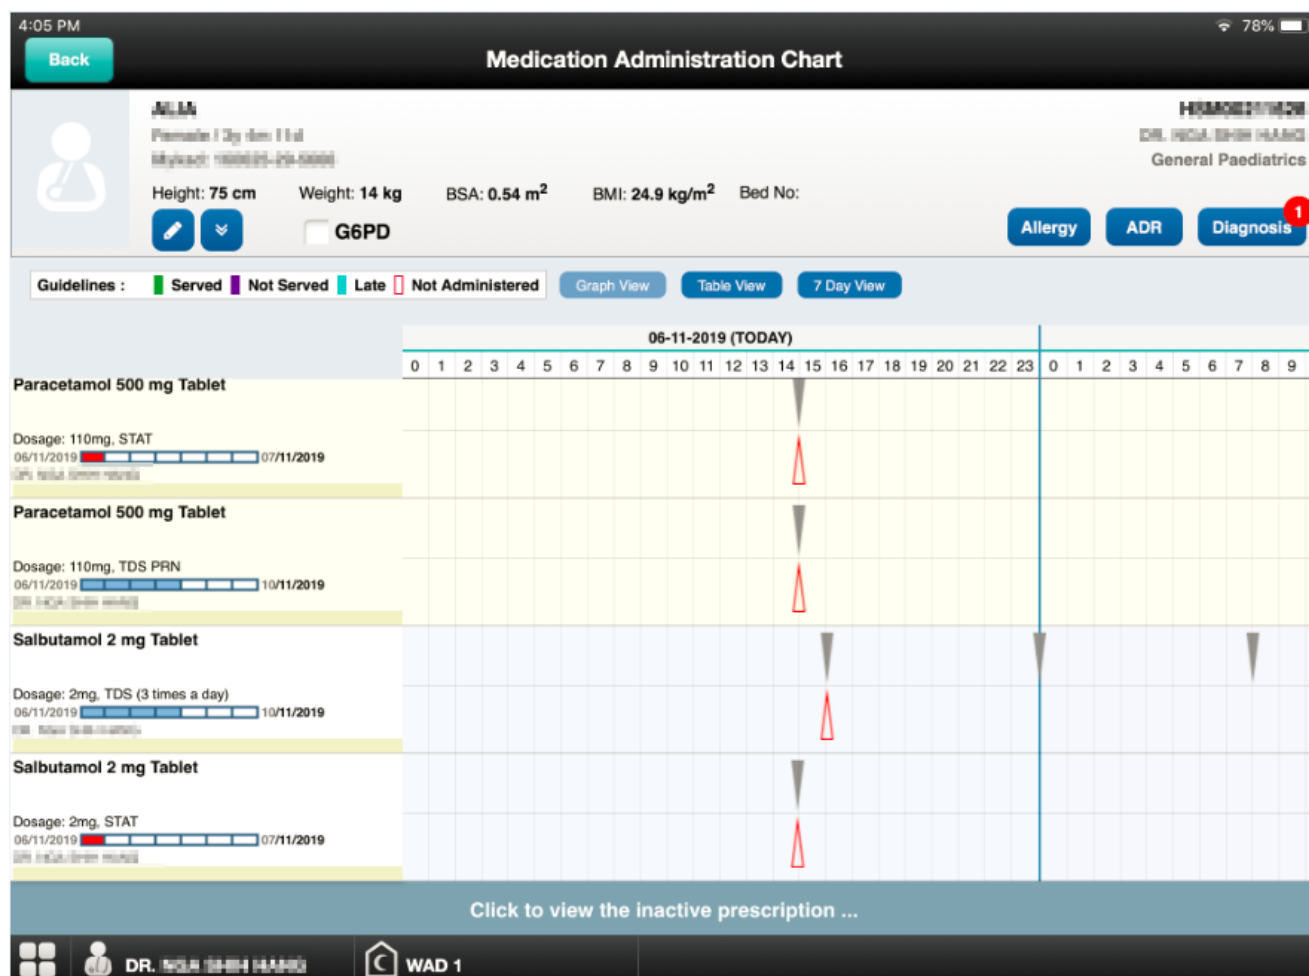 4:05 PM 78%
Back Medication Administration Chart
General Paediatrics
Height: 75 cm Weight: 14 kg BSA: 0.54 m² BMI: 24.9 kg/m² Bed No:
G6PD Allergy ADR Diagnosis 1
Guidelines : Served Not Served Late Not Administered Graph View Table View 7 Day View
06-11-2019 (TODAY)
0 1 2 3 4 5 6 7 8 9 10 11 12 13 14 15 16 17 18 19 20 21 22 23 0 1 2 3 4 5 6 7 8 9
Paracetamol 500 mg Tablet
Dosage: 110mg, STAT
06/11/2019 07/11/2019
Paracetamol 500 mg Tablet
Dosage: 110mg, TDS PRN
06/11/2019 10/11/2019
Salbutamol 2 mg Tablet
Dosage: 2mg, TDS (3 times a day)
06/11/2019 10/11/2019
Salbutamol 2 mg Tablet
Dosage: 2mg, STAT
06/11/2019 07/11/2019
Click to view the inactive prescription ...
DR. WAD 1